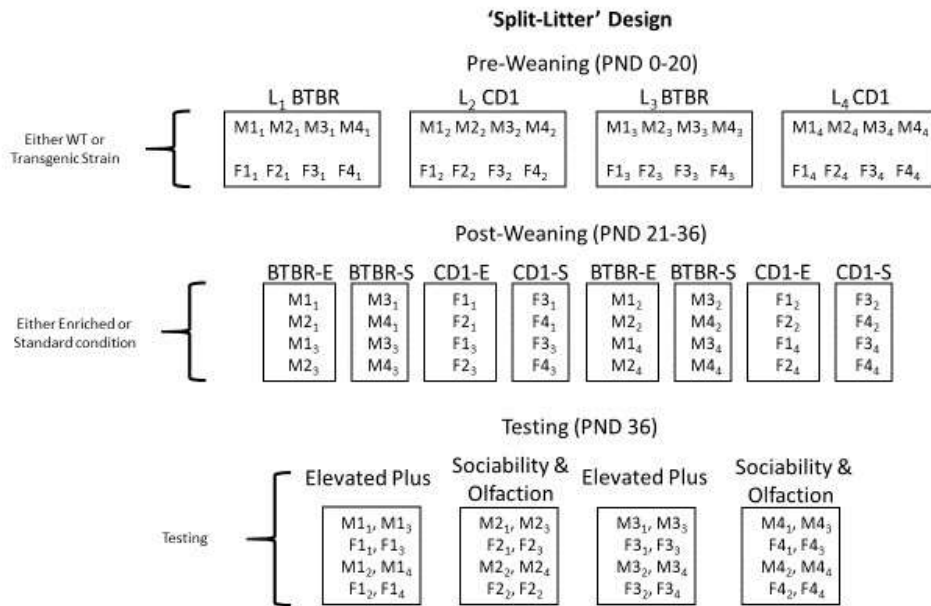 ‘Split-Litter’ Design
Pre-Weaning (PND 0-20)
L₁ BTBR L₂ CD1 L₃ BTBR L₄ CD1
Either WT or
Transgenic Strain
M1₁ M2₁ M3₁ M4₁ M1₂ M2₂ M3₂ M4₂ M1₃ M2₃ M3₃ M4₃ M1₄ M2₄ M3₄ M4₄
F1₁ F2₁ F3₁ F4₁ F1₂ F2₂ F3₂ F4₂ F1₃ F2₃ F3₃ F4₃ F1₄ F2₄ F3₄ F4₄
Post-Weaning (PND 21-36)
BTBR-E BTBR-S CD1-E CD1-S BTBR-E BTBR-S CD1-E CD1-S
Either Enriched or
Standard condition
M1₁ M3₁ F1₁ F3₁ M1₂ M3₂ F1₂ F3₂
M2₁ M4₁ F2₁ F4₁ M2₂ M4₂ F2₂ F4₂
M1₃ M3₃ F1₃ F3₃ M1₄ M3₄ F1₄ F3₄
M2₃ M4₃ F2₃ F4₃ M2₄ M4₄ F2₄ F4₄
Testing (PND 36)
Elevated Plus Sociability & Olfaction Elevated Plus Sociability & Olfaction
Testing
M1₁, M1₃ M2₁, M2₃ M3₁, M3₃ M4₁, M4₃
F1₁, F1₃ F2₁, F2₃ F3₁, F3₃ F4₁, F4₃
M1₂, M1₄ M2₂, M2₄ M3₂, M3₄ M4₂, M4₄
F1₂, F1₄ F2₂, F2₂ F3₂, F3₄ F4₂, F4₄